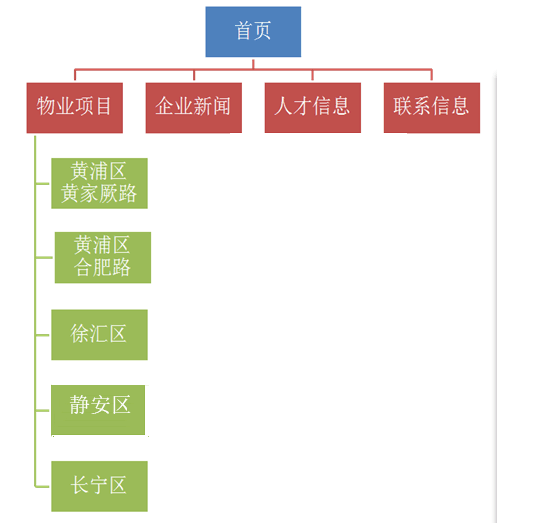 首页
物业项目
企业新闻
人才信息
联系信息
黄浦区
黄家厥路
黄浦区
合肥路
徐汇区
静安区
长宁区